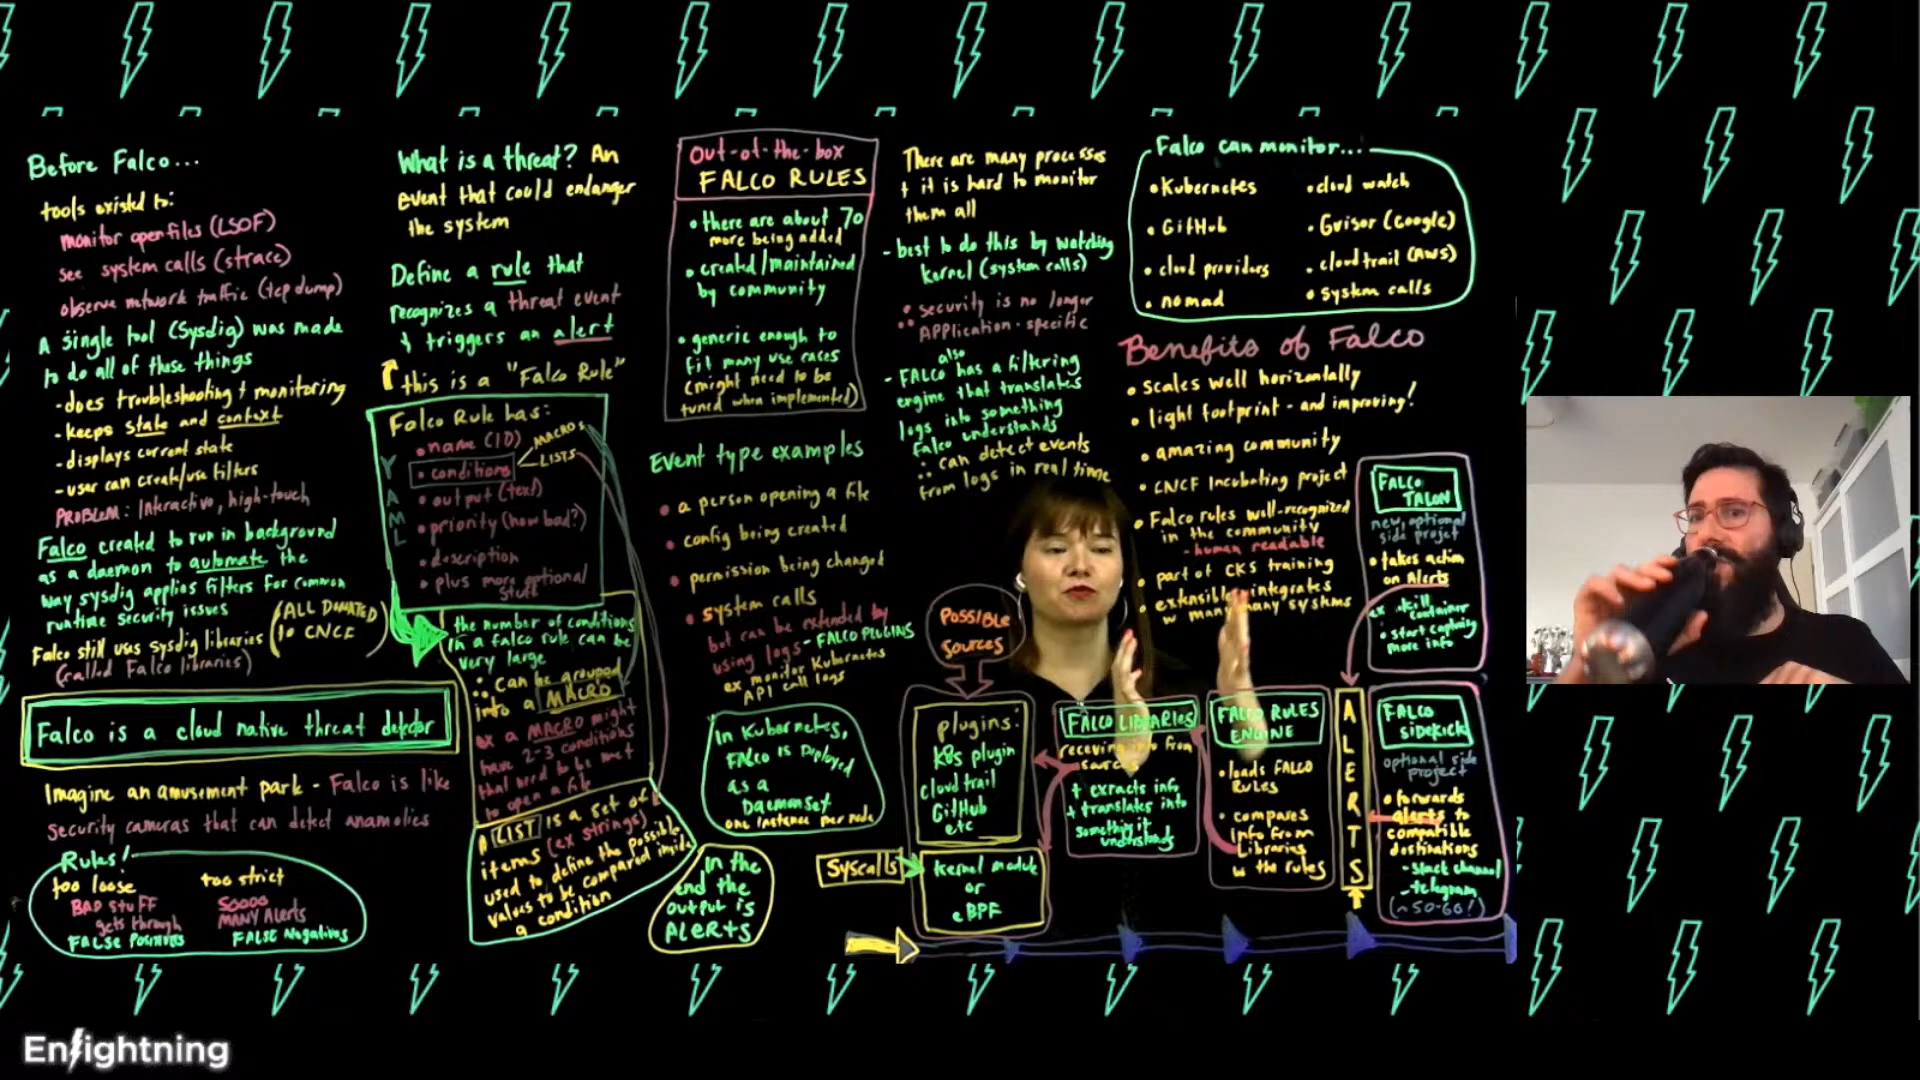 Before Falco...
tools existed to:
monitor open files (LSOF)
see system calls (strace)
observe network traffic (tcp dump)
A single tool (Sysdig) was made
to do all of these things
- does troubleshooting + monitoring
- keeps state and context
- displays current state
- user can create/use filters
PROBLEM: Interactive, high-touch
Falco created to run in background
as a daemon to automate the
way sysdig applies filters for common
runtime security issues
(ALL DONATED
to CNCF)
Falco still uses sysdig libraries
(called Falco libraries)
Falco is a cloud native threat detector
Imagine an amusement park - Falco is like
security cameras that can detect anamolies
Rules!
too loose
BAD STUFF
gets through
FALSE POSITIVES
too strict
SOOOO
MANY Alerts
FALSE Negatives
What is a threat? An
event that could endanger
the system
Define a rule that
recognizes a threat event
+ triggers an alert
this is a "Falco Rule"
Falco Rule has:
YAML
• name (ID)
• conditions
MACROS
LISTS
• output (text)
• priority (how bad?)
• description
• plus more optional
stuff
the number of conditions
in a falco rule can be
very large
∴ can be grouped
into a MACRO
ex a MACRO might
have 2-3 conditions
that need to be met
to open a file
A LIST is a set of
items (ex strings)
used to define the possible
values to be compared inside
a condition
Out-of-the-box
FALCO RULES
• there are about 70
more being added
• created/maintained
by community
• generic enough to
fit many use cases
(might need to be
tuned when implemented)
Event type examples
• a person opening a file
• config being created
• permission being changed
• system calls
but can be extended by
using logs - FALCO PLUGINS
ex monitor Kubernetes
API call logs
In Kubernetes,
FALCO is Deployed
as a
DaemonSet
one instance per node
In the
end the
output is
ALERTS
There are many processes
+ it is hard to monitor
them all
- best to do this by watching
kernel (system calls)
• security is no longer
APPlication-specific
also
- FALCO has a filtering
engine that translates
logs into something
Falco understands
∴ can detect events
from logs in real time
Falco can monitor...
• Kubernetes
• GitHub
• cloud providers
• nomad
• cloud watch
• Gvisor (Google)
• cloudtrail (AWS)
• system calls
Benefits of Falco
• scales well horizontally
• light footprint - and improving!
• amazing community
• CNCF Incubating project
• Falco rules well-recognized
in the community
- human readable
• part of CKS training
• extensible integrates
w many many systems
POSSIBLE
SOURCES
plugins:
k8s plugin
cloudtrail
GitHub
etc
Syscalls
kernel module
or
eBPF
FALCO LIBRARIES
receiving info from
sources
+ exracts info
+ translates into
something it
understands
FALCO RULES
ENGINE
• loads FALCO
RULES
• compares
info from
Libraries
w the rules
ALERTS
FALCO
TALON
new, optional
side projet
• takes action
on Alerts
ex • kill
container
• start capturing
more info
FALCO
SIDEKICK
optional side
project
• forwards
alerts to
compatible
destinations
- slack channel
- telegram
(~50-60!)
Enlightning